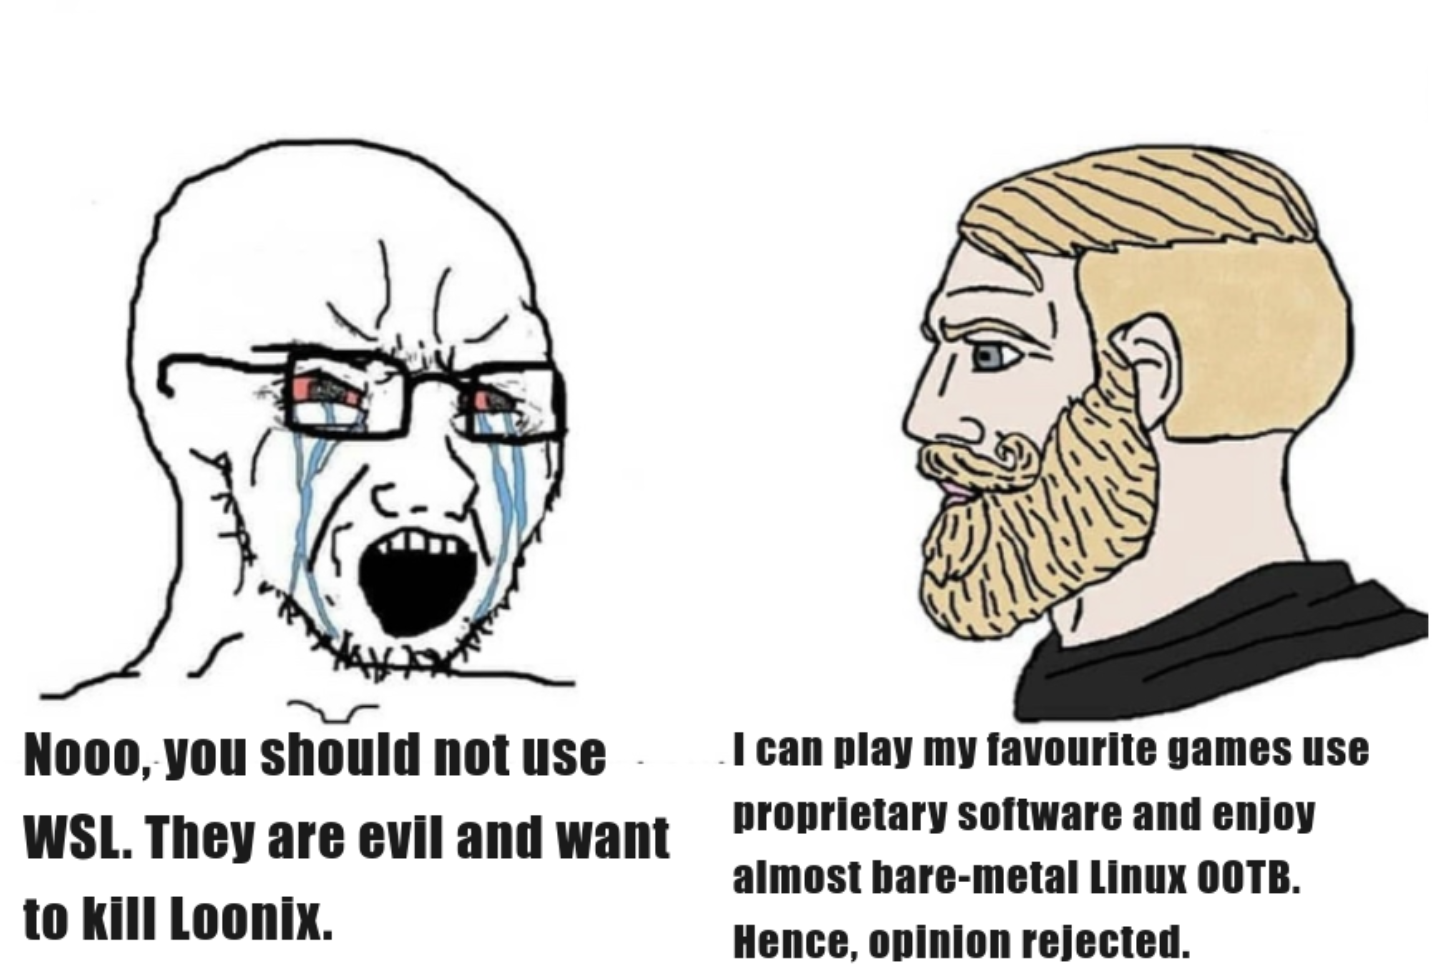 Nooo, you should not use
WSL. They are evil and want
to kill Loonix.
I can play my favourite games use
proprietary software and enjoy
almost bare-metal Linux OOTB.
Hence, opinion rejected.